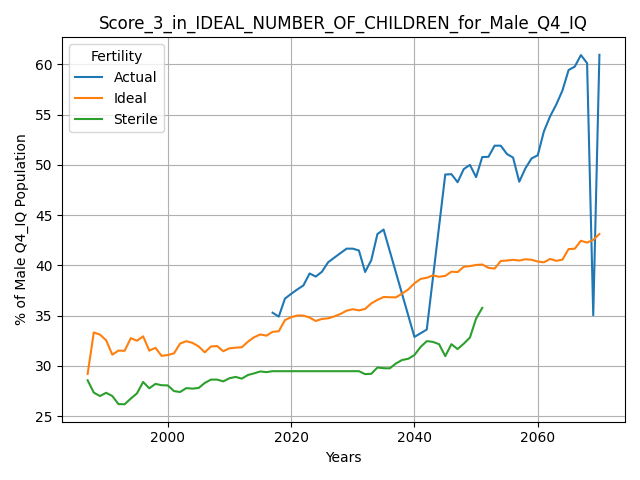 Score_3_in_IDEAL_NUMBER_OF_CHILDREN_for_Male_Q4_IQ
Fertility
Actual
Ideal
Sterile
% of Male Q4_IQ Population
60
55
50
45
40
35
30
25
2000
2020
2040
2060
Years